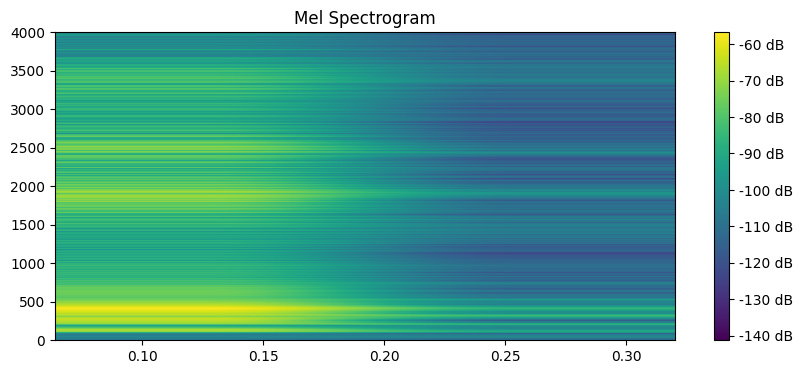 Mel Spectrogram
4000
3500
3000
2500
2000
1500
1000
500
0
0.10 0.15 0.20 0.25 0.30
-60 dB
-70 dB
-80 dB
-90 dB
-100 dB
-110 dB
-120 dB
-130 dB
-140 dB